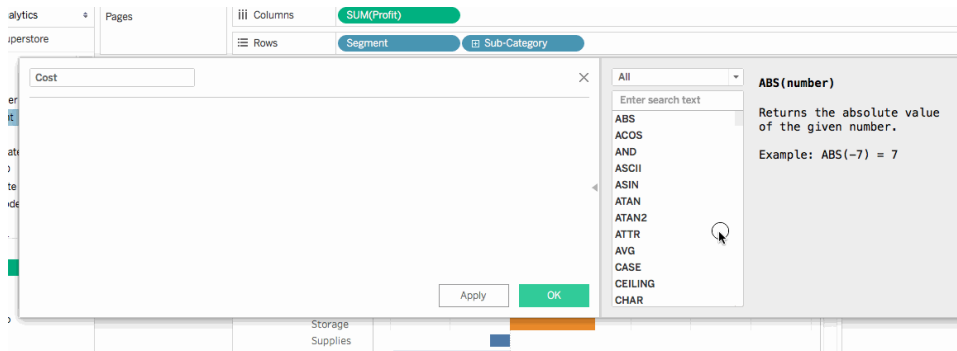 alytics
Pages
iii Columns
SUM(Profit)
uperstore
Rows
Segment
Sub-Category
Cost
All
Enter search text
ABS
ACOS
AND
ASCII
ASIN
ATAN
ATAN2
ATTR
AVG
CASE
CEILING
CHAR
ABS(number)
Returns the absolute value
of the given number.
Example: ABS(-7) = 7
Apply
OK
Storage
Supplies